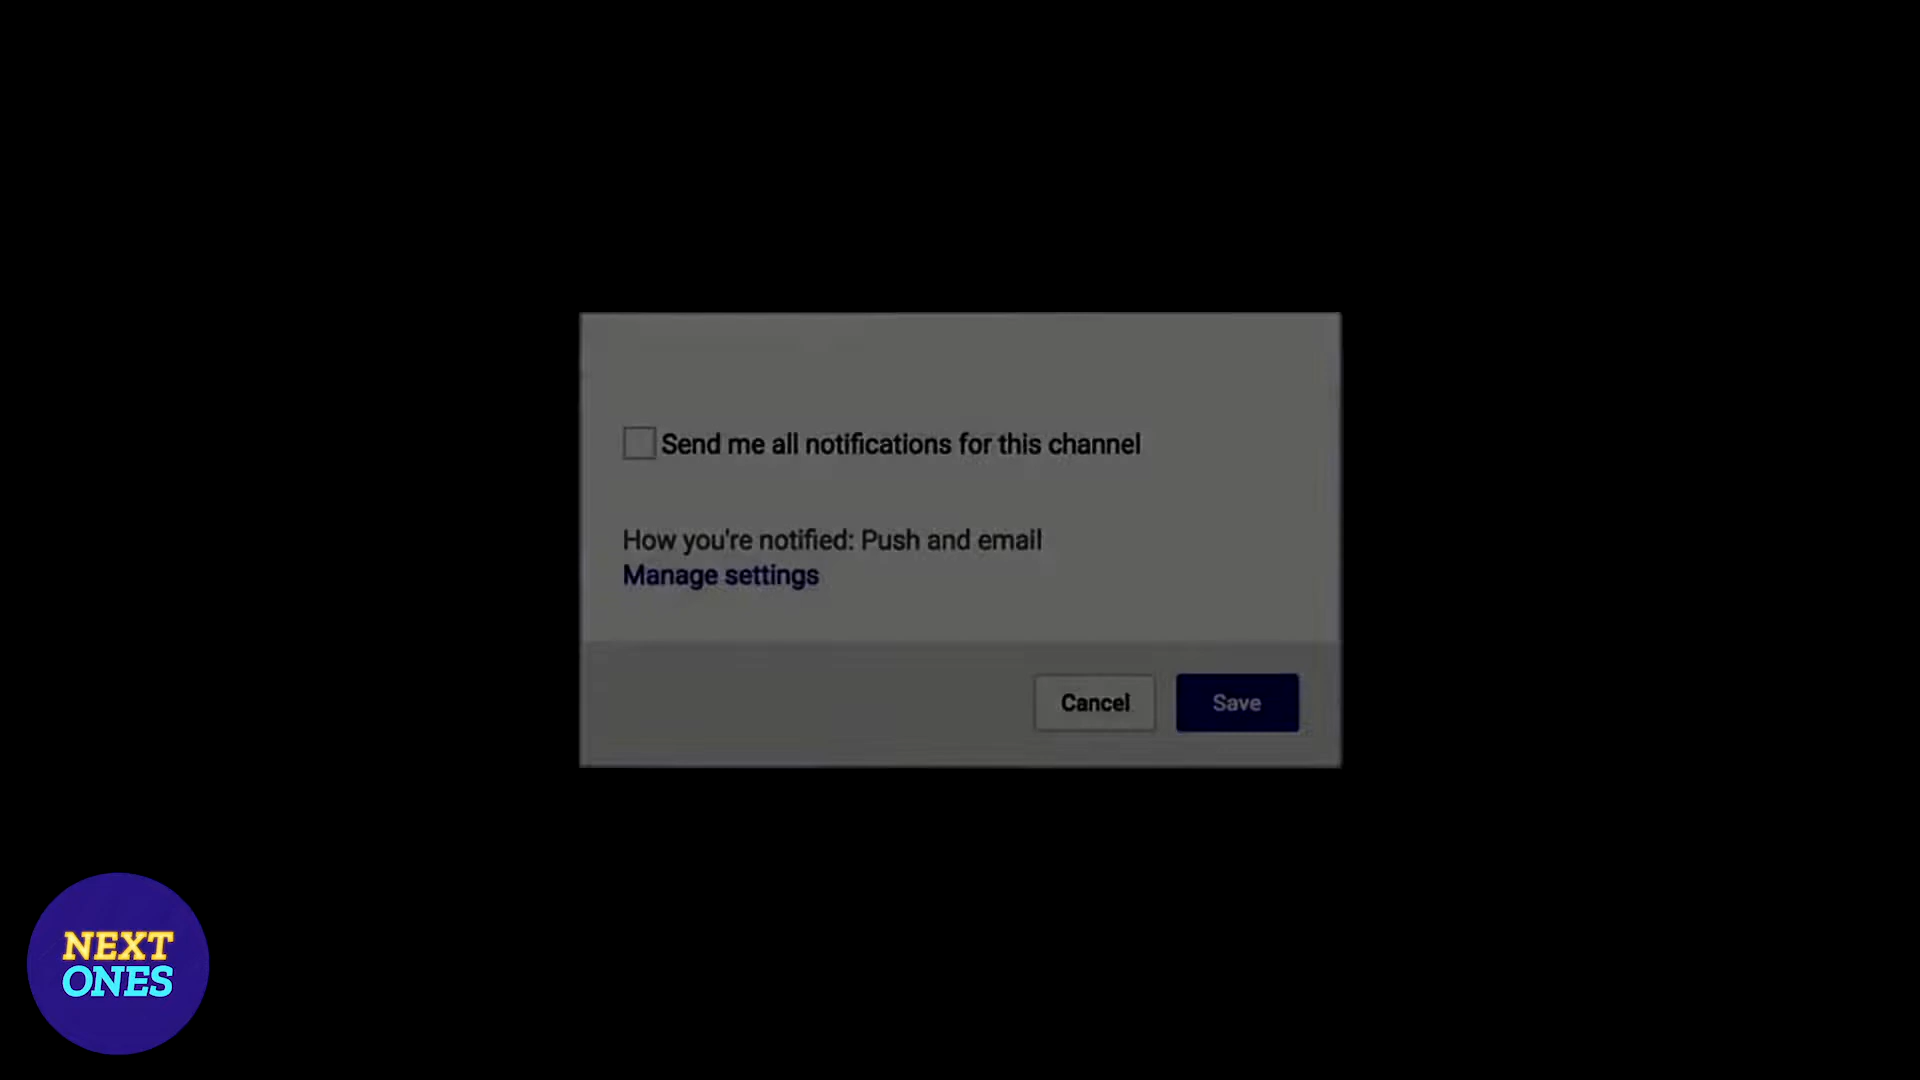 Send me all notifications for this channel
How you're notified: Push and email
Manage settings
Cancel Save
NEXT
ONES